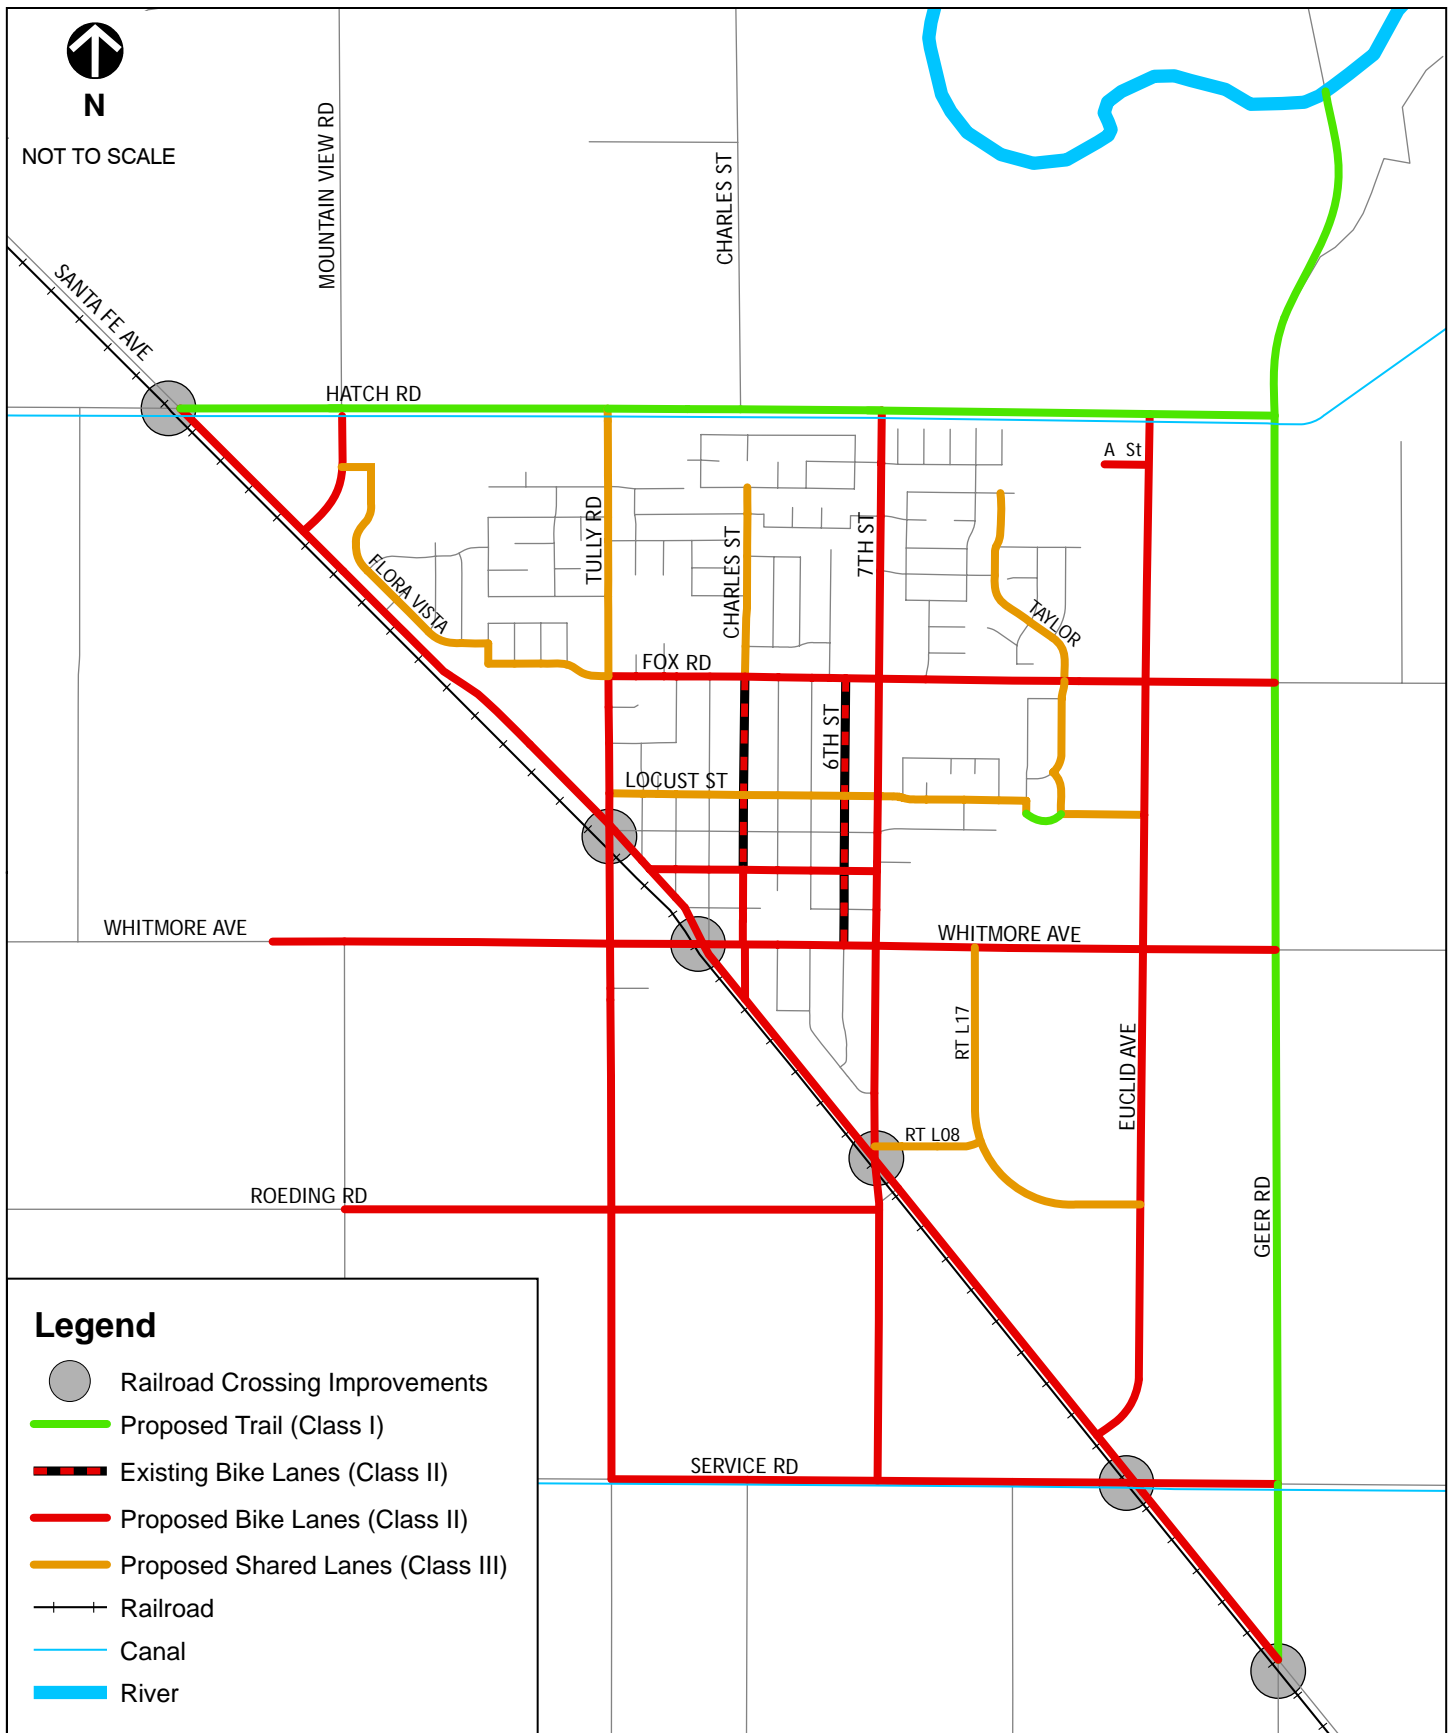 N
NOT TO SCALE
MOUNTAIN VIEW RD
CHARLES ST
SANTA FE AVE
HATCH RD
A St
TULLY RD
CHARLES ST
7TH ST
FLORA VISTA
TAYLOR
FOX RD
6TH ST
LOCUST ST
WHITMORE AVE
WHITMORE AVE
RT L17
EUCLID AVE
RT L08
ROEDING RD
GEER RD
SERVICE RD
Legend
Railroad Crossing Improvements
Proposed Trail (Class I)
Existing Bike Lanes (Class II)
Proposed Bike Lanes (Class II)
Proposed Shared Lanes (Class III)
Railroad
Canal
River